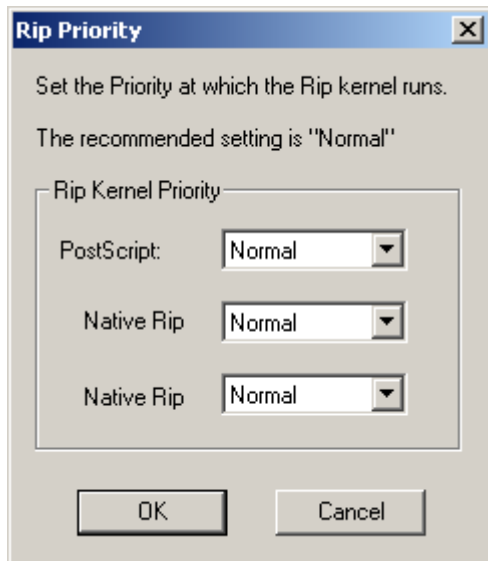 Rip Priority
Set the Priority at which the Rip kernel runs.
The recommended setting is "Normal"
Rip Kernel Priority
PostScript: Normal
Native Rip Normal
Native Rip Normal
OK Cancel